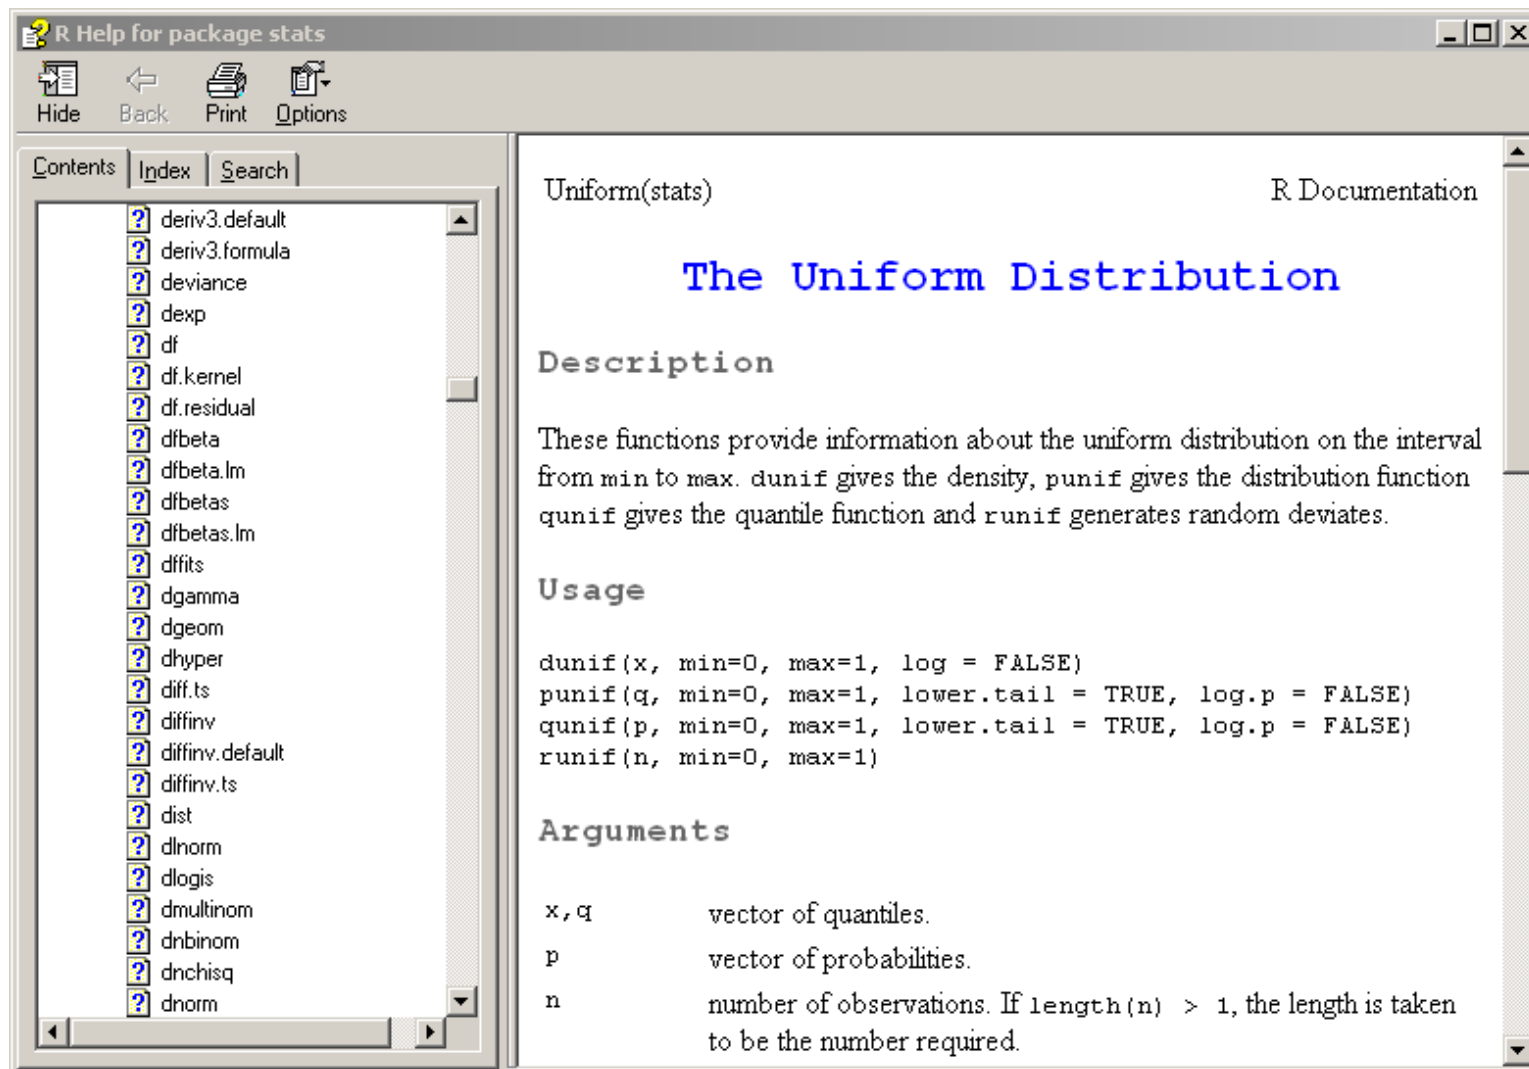 R Help for package stats
Hide Back Print Options
Contents Index Search
deriv3.default
deriv3.formula
deviance
dexp
df
df.kernel
df.residual
dfbeta
dfbeta.lm
dfbetas
dfbetas.lm
dffits
dgamma
dgeom
dhyper
diff.ts
diffinv
diffinv.default
diffinv.ts
dist
dlnorm
dlogis
dmultinom
dnbinom
dnchisq
dnorm
Uniform(stats) R Documentation
The Uniform Distribution
Description
These functions provide information about the uniform distribution on the interval
from min to max. dunif gives the density, punif gives the distribution function
qunif gives the quantile function and runif generates random deviates.
Usage
dunif(x, min=0, max=1, log = FALSE)
punif(q, min=0, max=1, lower.tail = TRUE, log.p = FALSE)
qunif(p, min=0, max=1, lower.tail = TRUE, log.p = FALSE)
runif(n, min=0, max=1)
Arguments
x,q vector of quantiles.
p vector of probabilities.
n number of observations. If length(n) > 1, the length is taken
to be the number required.